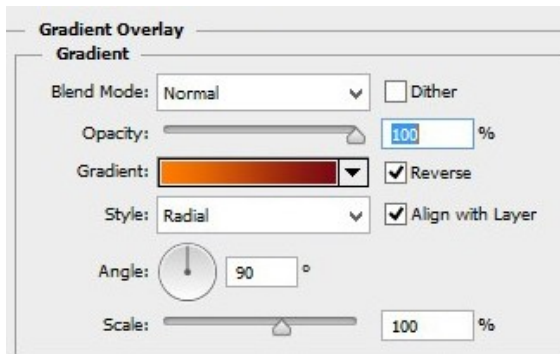 Gradient Overlay
Gradient
Blend Mode: Normal Dither
Opacity: 100 %
Gradient: Reverse
Style: Radial Align with Layer
Angle: 90 °
Scale: 100 %